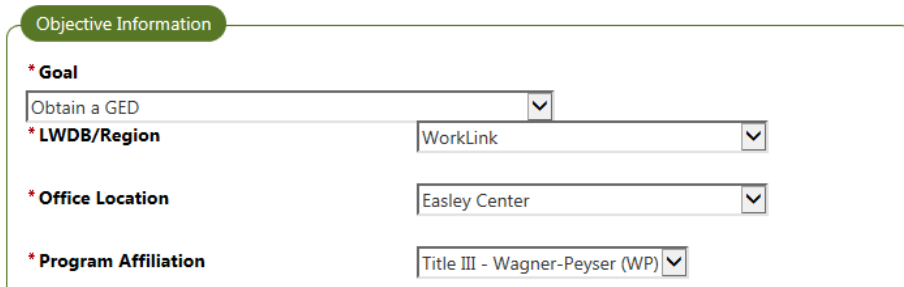 Objective Information
* Goal
Obtain a GED
* LWDB/Region WorkLink
* Office Location Easley Center
* Program Affiliation Title III - Wagner-Peyser (WP)